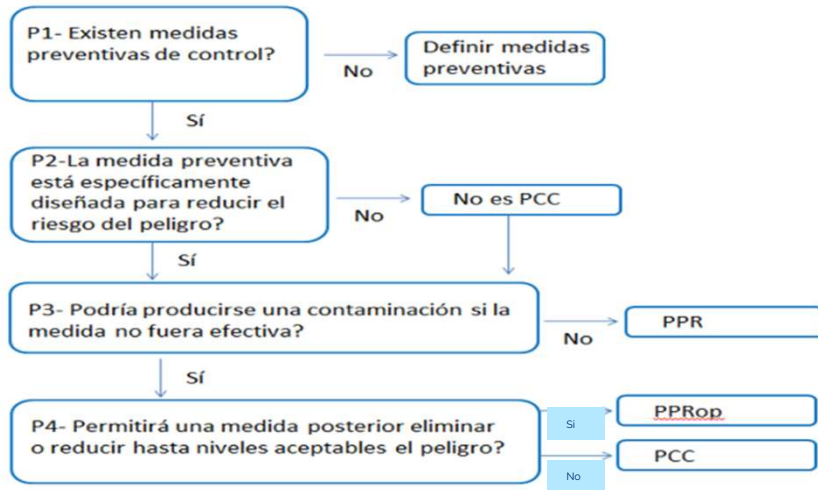 P1- Existen medidas
preventivas de control?
No
Definir medidas
preventivas
Sí
P2-La medida preventiva
está específicamente
diseñada para reducir el
riesgo del peligro?
No
No es PCC
Sí
P3- Podría producirse una contaminación si la
medida no fuera efectiva?
No
PPR
Sí
P4- Permitirá una medida posterior eliminar
o reducir hasta niveles aceptables el peligro?
Si
PPRop
No
PCC